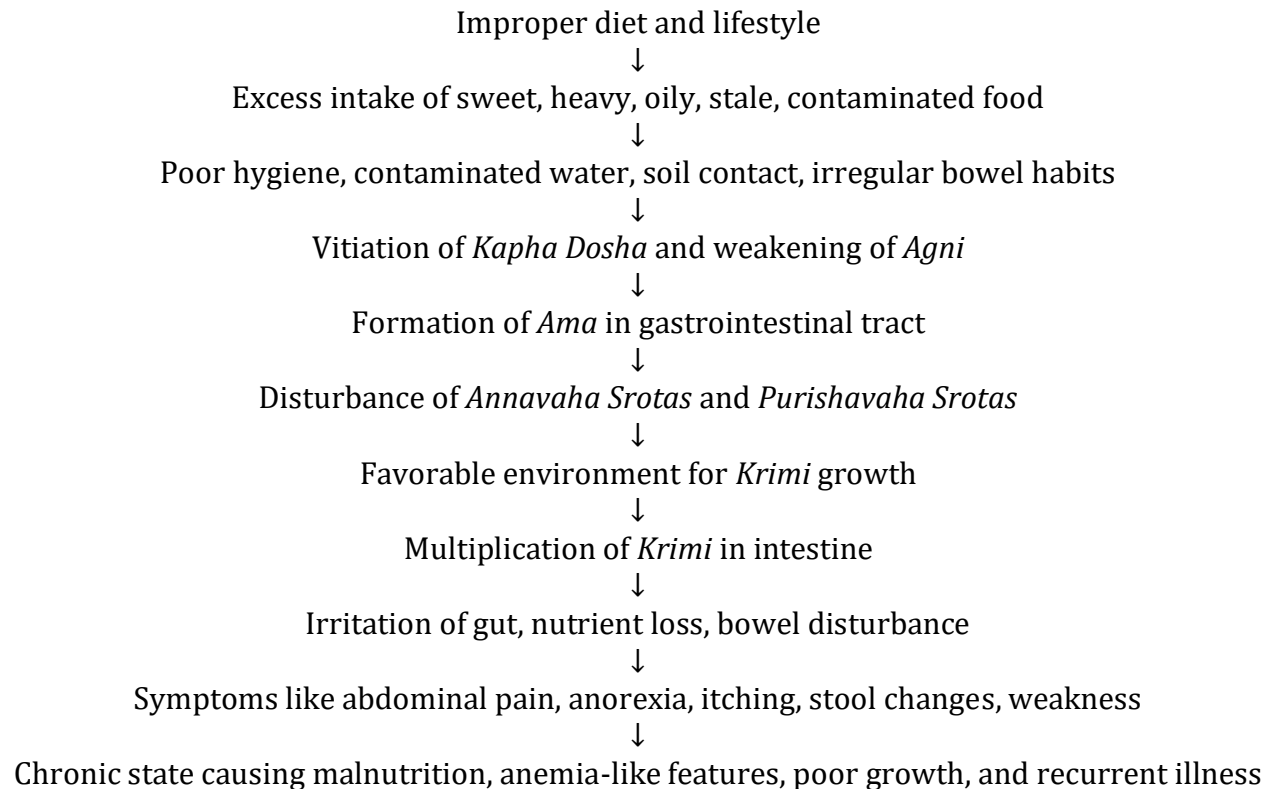 Improper diet and lifestyle
↓
Excess intake of sweet, heavy, oily, stale, contaminated food
↓
Poor hygiene, contaminated water, soil contact, irregular bowel habits
↓
Vitiation of Kapha Dosha and weakening of Agni
↓
Formation of Ama in gastrointestinal tract
↓
Disturbance of Annavaha Srotas and Purishavaha Srotas
↓
Favorable environment for Krimi growth
↓
Multiplication of Krimi in intestine
↓
Irritation of gut, nutrient loss, bowel disturbance
↓
Symptoms like abdominal pain, anorexia, itching, stool changes, weakness
↓
Chronic state causing malnutrition, anemia-like features, poor growth, and recurrent illness